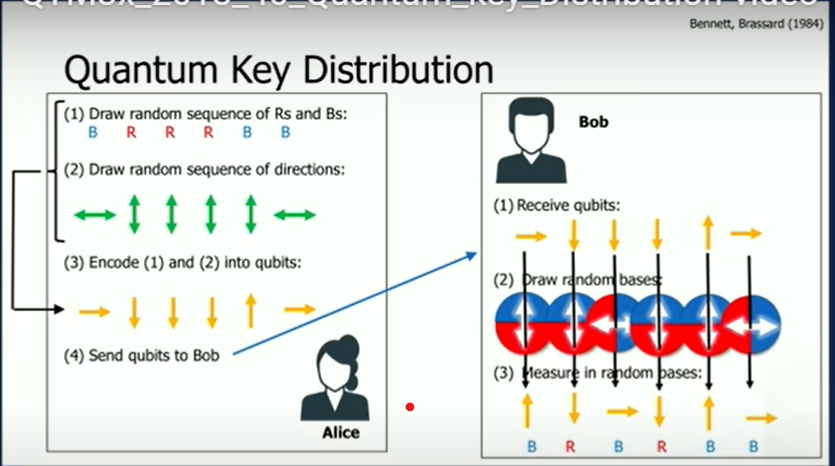 QTM3x_2018_40_Quantum_Key_Distribution-video
Bennett, Brassard (1984)
Quantum Key Distribution
(1) Draw random sequence of Rs and Bs:
B R R R B B
(2) Draw random sequence of directions:
(3) Encode (1) and (2) into qubits:
(4) Send qubits to Bob
Alice
Bob
(1) Receive qubits:
(2) Draw random bases:
(3) Measure in random bases:
B R B R B B